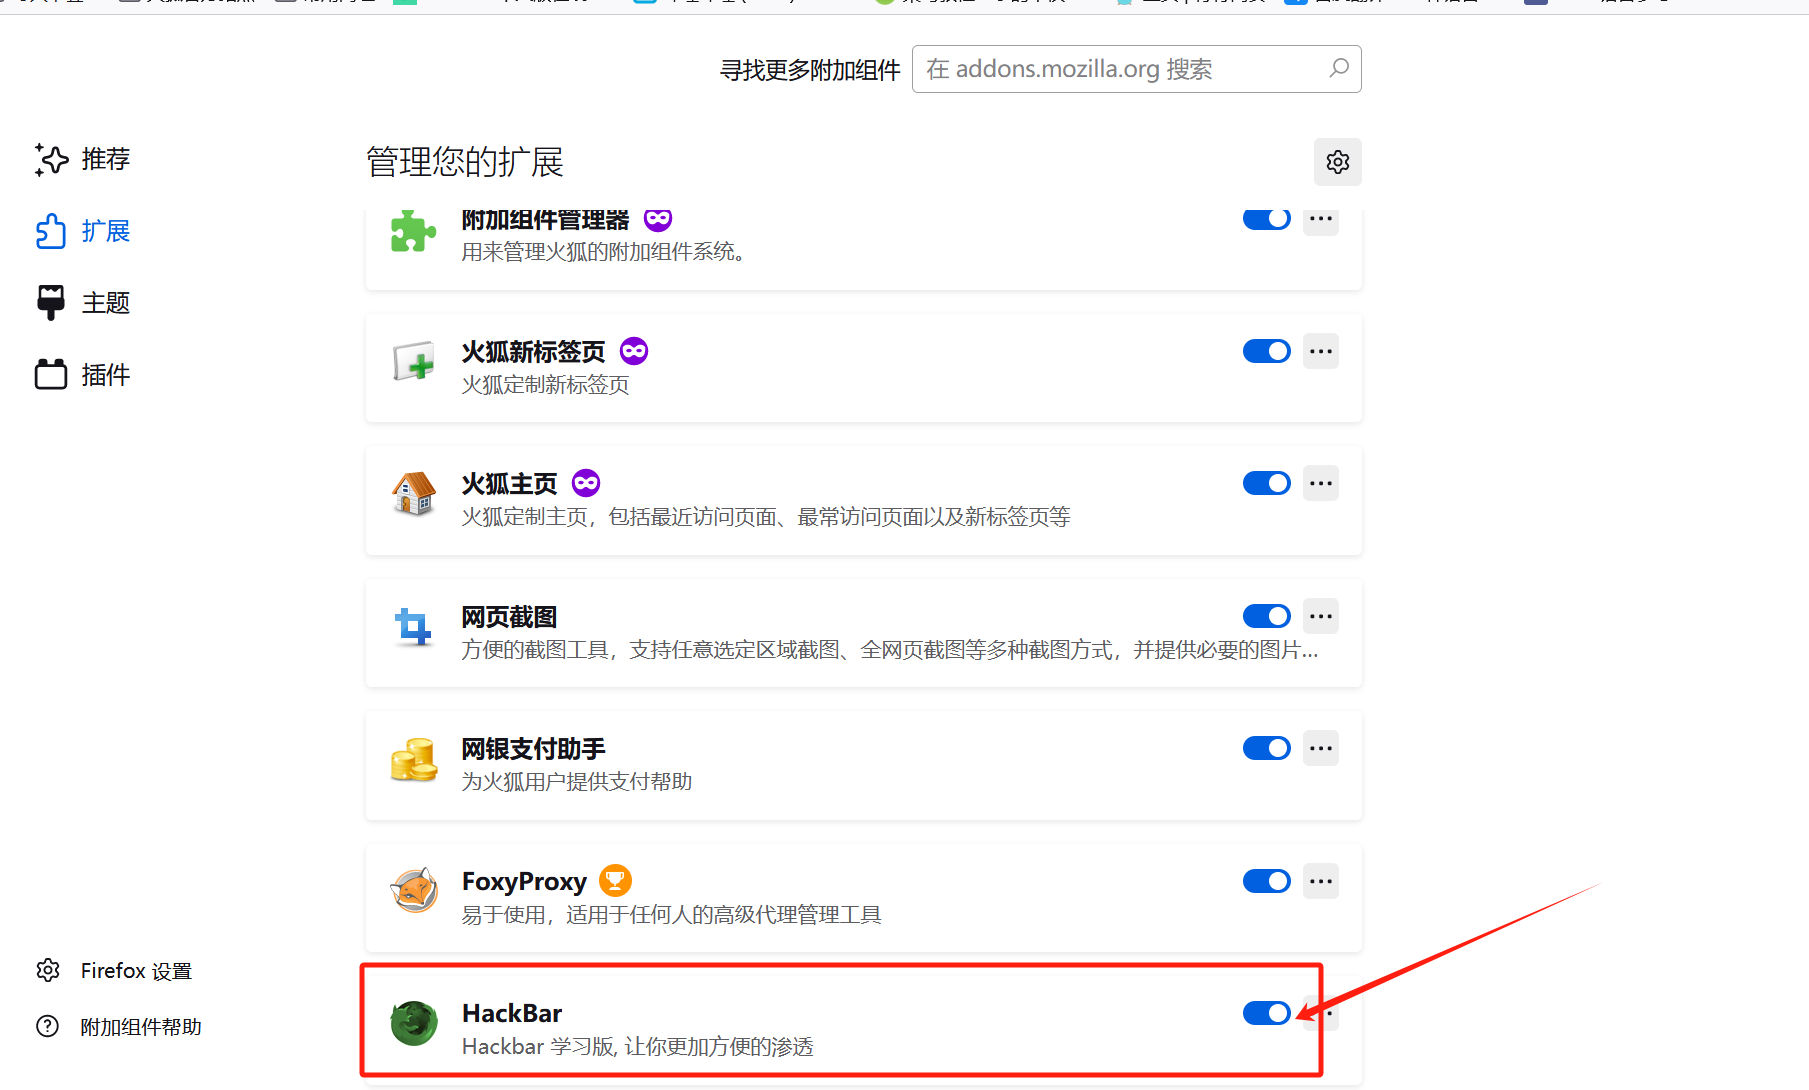 寻找更多附加组件
在 addons.mozilla.org 搜索
推荐
扩展
主题
插件
管理您的扩展
附加组件管理器
用来管理火狐的附加组件系统。
火狐新标签页
火狐定制新标签页
火狐主页
火狐定制主页，包括最近访问页面、最常访问页面以及新标签页等
网页截图
方便的截图工具，支持任意选定区域截图、全网页截图等多种截图方式，并提供必要的图片...
网银支付助手
为火狐用户提供支付帮助
FoxyProxy
易于使用，适用于任何人的高级代理管理工具
HackBar
Hackbar 学习版, 让你更加方便的渗透
Firefox 设置
附加组件帮助